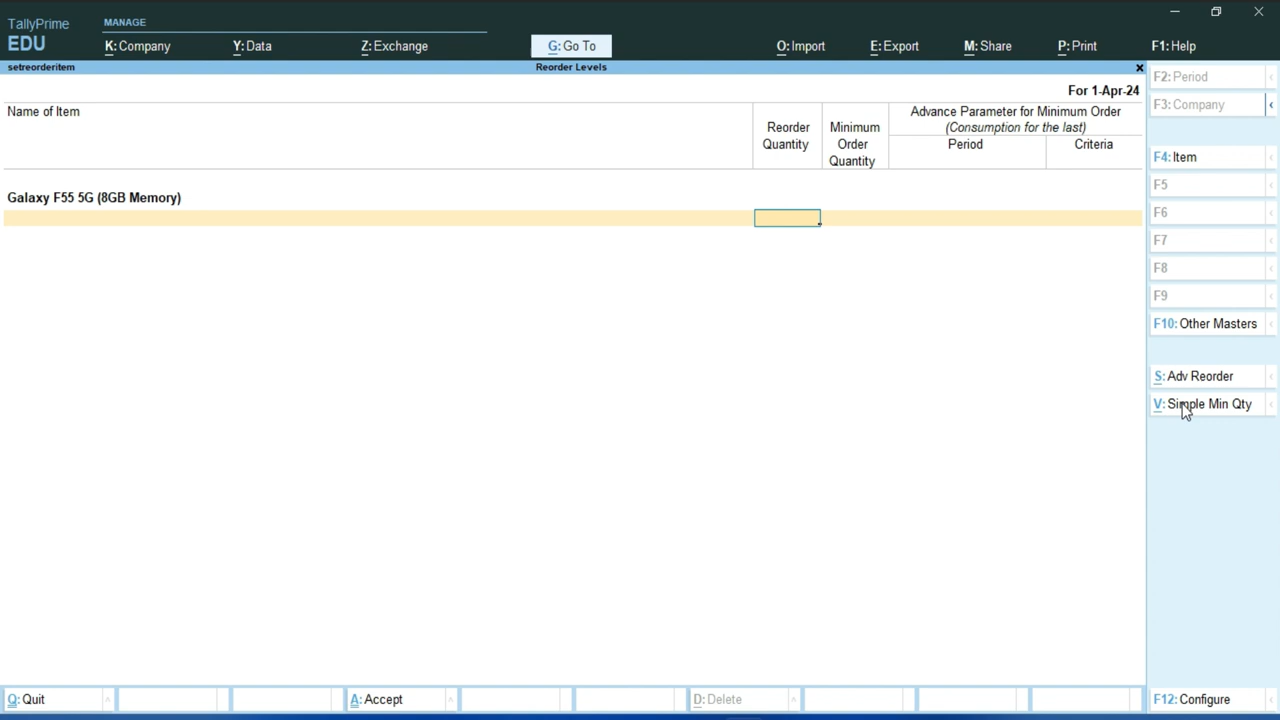 TallyPrime
EDU
MANAGE
K: Company
Y: Data
Z: Exchange
G: Go To
O: Import
E: Export
M: Share
P: Print
F1: Help
setreorderitem
Reorder Levels
x
For 1-Apr-24
Name of Item
Reorder
Quantity
Minimum
Order
Quantity
Advance Parameter for Minimum Order
(Consumption for the last)
Period
Criteria
Galaxy F55 5G (8GB Memory)
F2: Period
F3: Company
F4: Item
F5
F6
F7
F8
F9
F10: Other Masters
S: Adv Reorder
V: Simple Min Qty
Q: Quit
A: Accept
D: Delete
F12: Configure